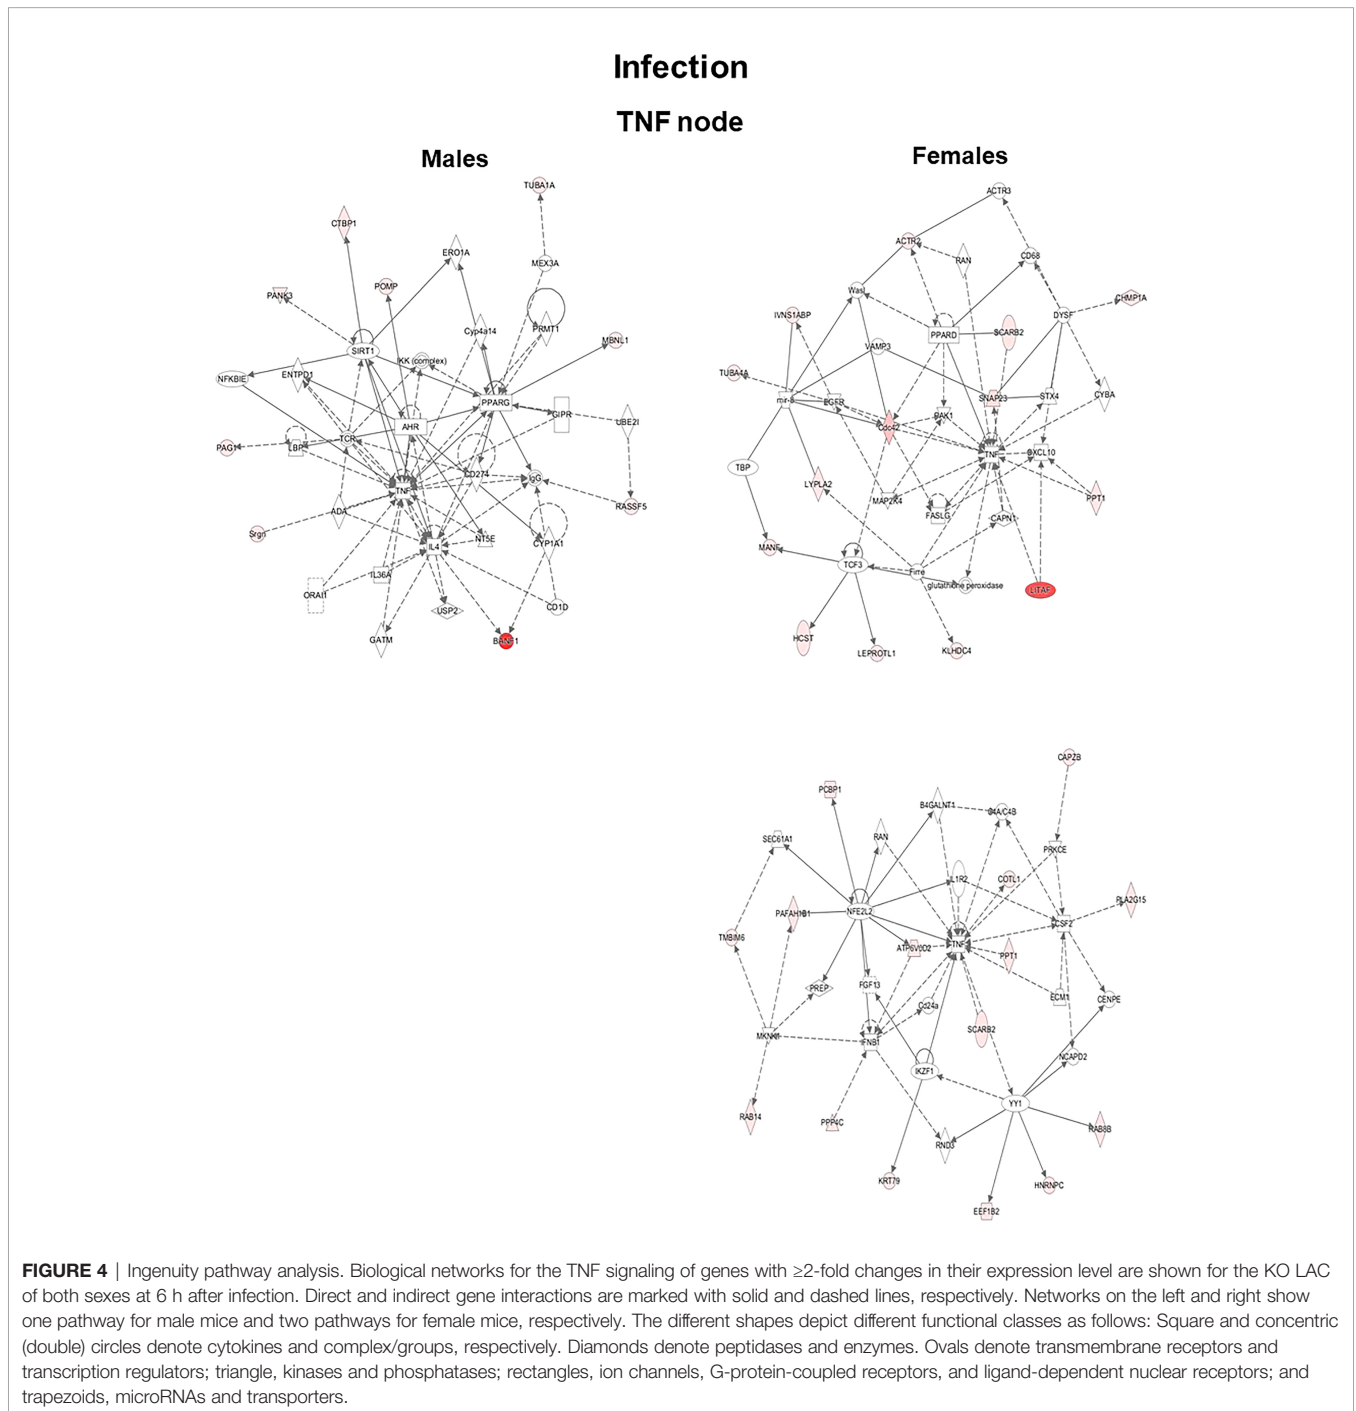 Infection
TNF node
Males
Females
TUBA1A
CTBP1
ERO1A
MEX3A
POMP
PANK3
Cyp4a14
PRMT1
MBNL1
SIRT1
IKK (complex)
NFKBIE
ENTPD1
PPARG
GIPR
UBE2I
AHR
TCR
PAG1
LBP
CD274
IgG
TNF
RASSF5
ADA
Srgn
IL4
NT5E
CYP1A1
IL36A
ORAI1
USP2
CD1D
GATM
BANF1
ACTR3
ACTR2
RAN
CD68
Wasl
CHMP1A
IVNS1ABP
DYSF
PPARD
SCARB2
VAMP3
TUBA4A
mir-8
EGFR
SNAP23
STX4
CYBA
PAK1
Cdc42
TNF
CXCL10
TBP
LYPLA2
MAP2K4
PPT1
FASLG
CAPN1
MANF
TCF3
Firre
glutathione peroxidase
LITAF
HCST
LEPROTL1
KLHDC4
CAPZB
PCBP1
B4GALNT1
C4A/C4B
SEC61A1
RAN
PRKCE
IL1R2
COTL1
PLA2G15
PAFAH1B1
NFE2L2
CSF2
TMBIM6
ATP6V0D2
TNF
PPT1
PREP
FGF13
ECM1
CENPE
Cd24a
SCARB2
MKNK1
IFNB1
NCAPD2
IKZF1
YY1
RAB14
PPP4C
RAB8B
RND3
KRT79
HNRNPC
EEF1B2
FIGURE 4 | Ingenuity pathway analysis. Biological networks for the TNF signaling of genes with ≥2-fold changes in their expression level are shown for the KO LAC
of both sexes at 6 h after infection. Direct and indirect gene interactions are marked with solid and dashed lines, respectively. Networks on the left and right show
one pathway for male mice and two pathways for female mice, respectively. The different shapes depict different functional classes as follows: Square and concentric
(double) circles denote cytokines and complex/groups, respectively. Diamonds denote peptidases and enzymes. Ovals denote transmembrane receptors and
transcription regulators; triangle, kinases and phosphatases; rectangles, ion channels, G-protein-coupled receptors, and ligand-dependent nuclear receptors; and
trapezoids, microRNAs and transporters.